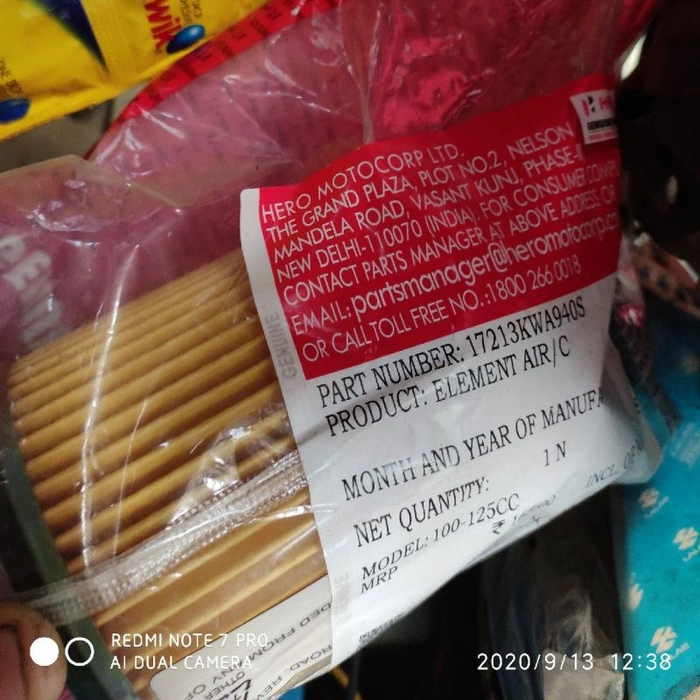 HERO MOTOCORP LTD.
THE GRAND PLAZA, PLOT NO.2, NELSON
MANDELA ROAD, VASANT KUNJ, PHASE-
NEW DELHI-110070 (INDIA). FOR CONSUMER
CONTACT PARTS MANAGER AT ABOVE ADDRESS OR
EMAIL: partsmanager@heromotocorp.co
OR CALL TOLL FREE NO.:1800 266 0018
GENUINE
PART NUMBER: 17213KWA940S
PRODUCT: ELEMENT AIR/C
MONTH AND YEAR OF MANUFA
NET QUANTITY: 1 N
MODEL: 100-125CC
MRP ₹
INCL. OF
REDMI NOTE 7 PRO
AI DUAL CAMERA
2020/9/13 12:38